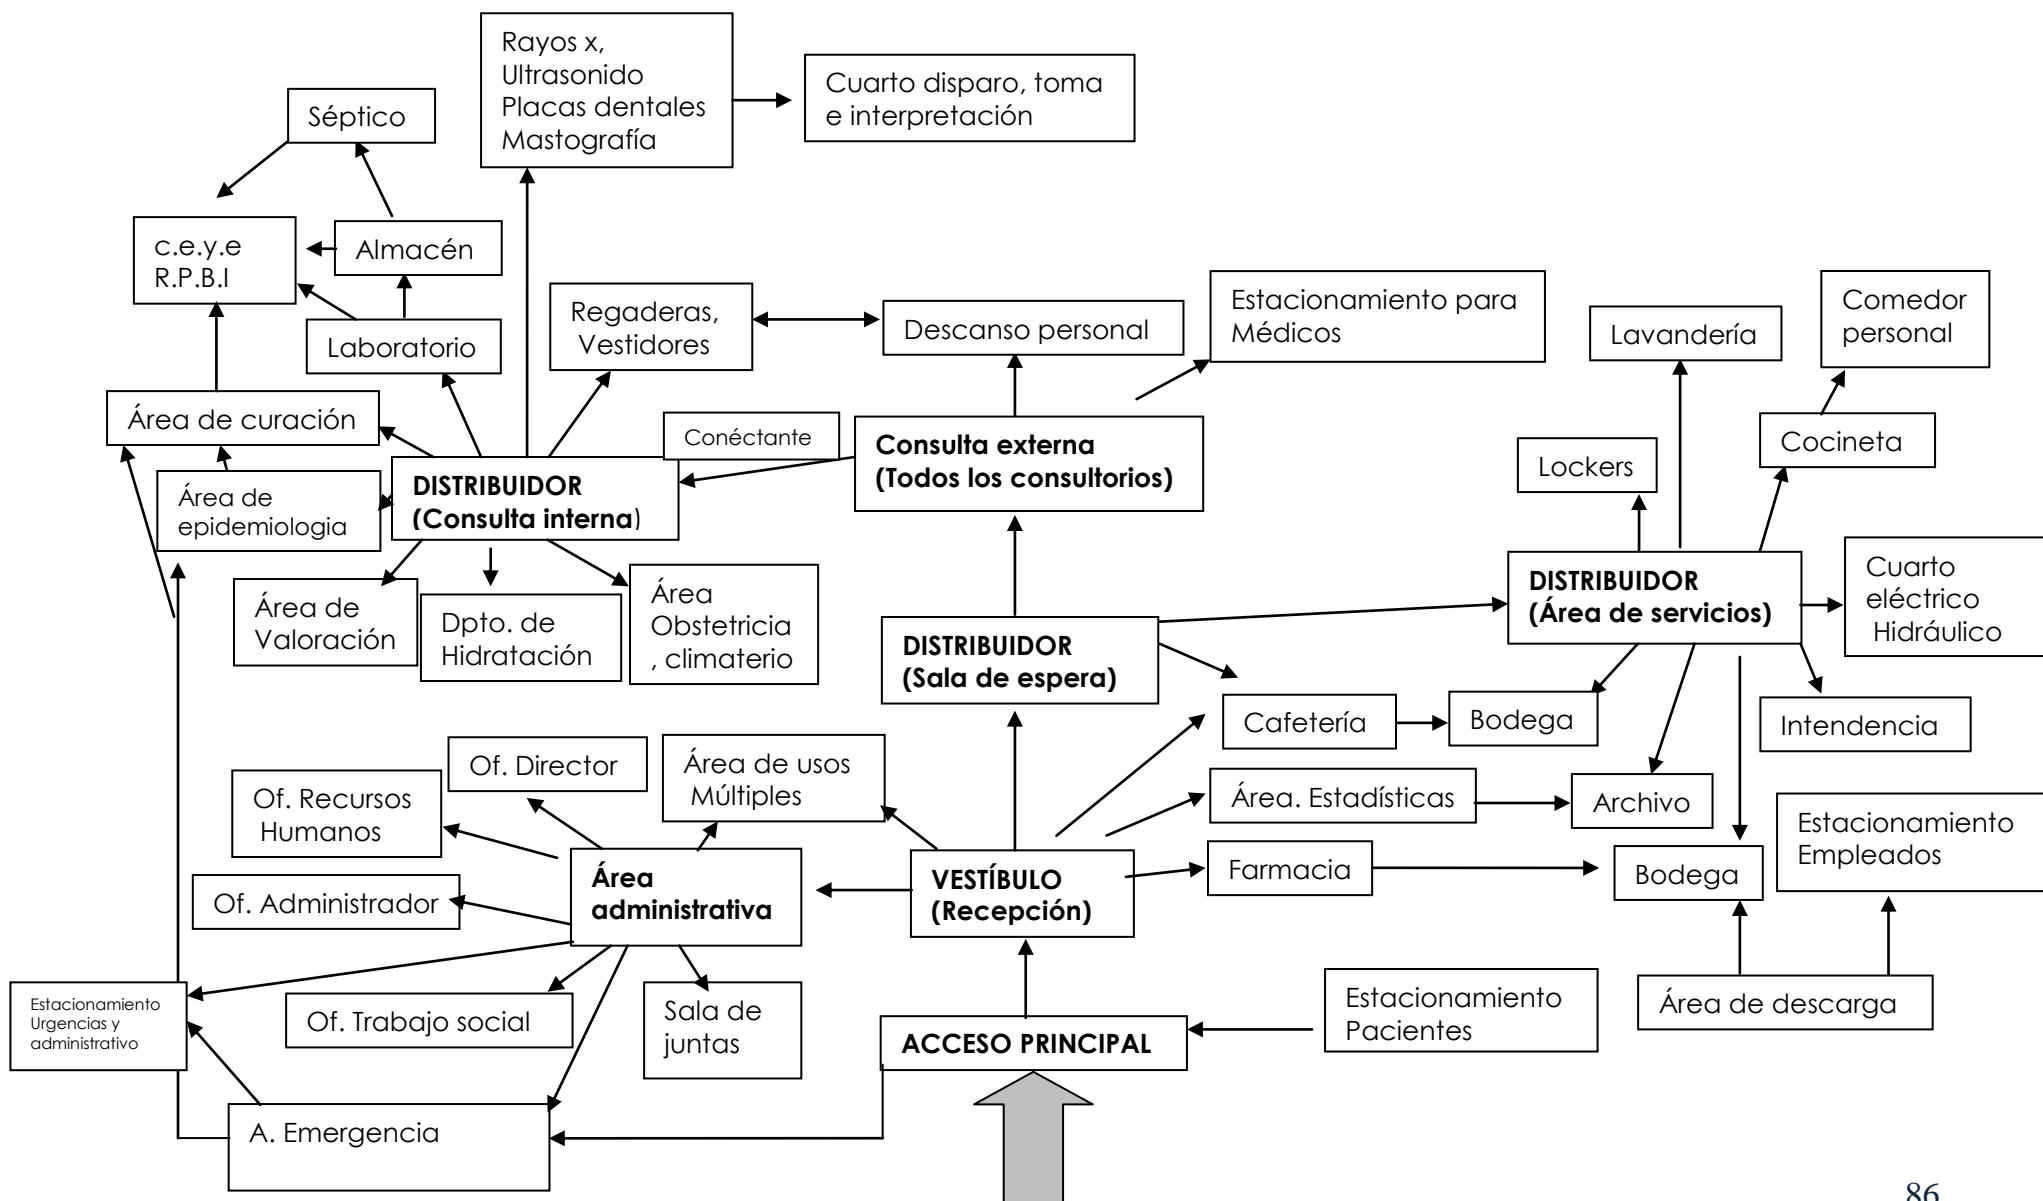 Rayos x,
Ultrasonido
Placas dentales
Mastografía
Cuarto disparo, toma
e interpretación
Séptico
c.e.y.e
R.P.B.I
Almacén
Laboratorio
Regaderas,
Vestidores
Descanso personal
Estacionamiento para
Médicos
Lavandería
Comedor
personal
Área de curación
Conéctante
Consulta externa
(Todos los consultorios)
Lockers
Cocineta
Área de
epidemiologia
DISTRIBUIDOR
(Consulta interna)
Área de
Valoración
Dpto. de
Hidratación
Área
Obstetricia
, climaterio
DISTRIBUIDOR
(Sala de espera)
DISTRIBUIDOR
(Área de servicios)
Cuarto
eléctrico
Hidráulico
Cafetería
Bodega
Intendencia
Of. Director
Área de usos
Múltiples
Of. Recursos
Humanos
Área. Estadísticas
Archivo
Estacionamiento
Empleados
Of. Administrador
Área
administrativa
VESTÍBULO
(Recepción)
Farmacia
Bodega
Estacionamiento
Urgencias y
administrativo
Of. Trabajo social
Sala de
juntas
ACCESO PRINCIPAL
Estacionamiento
Pacientes
Área de descarga
A. Emergencia
86